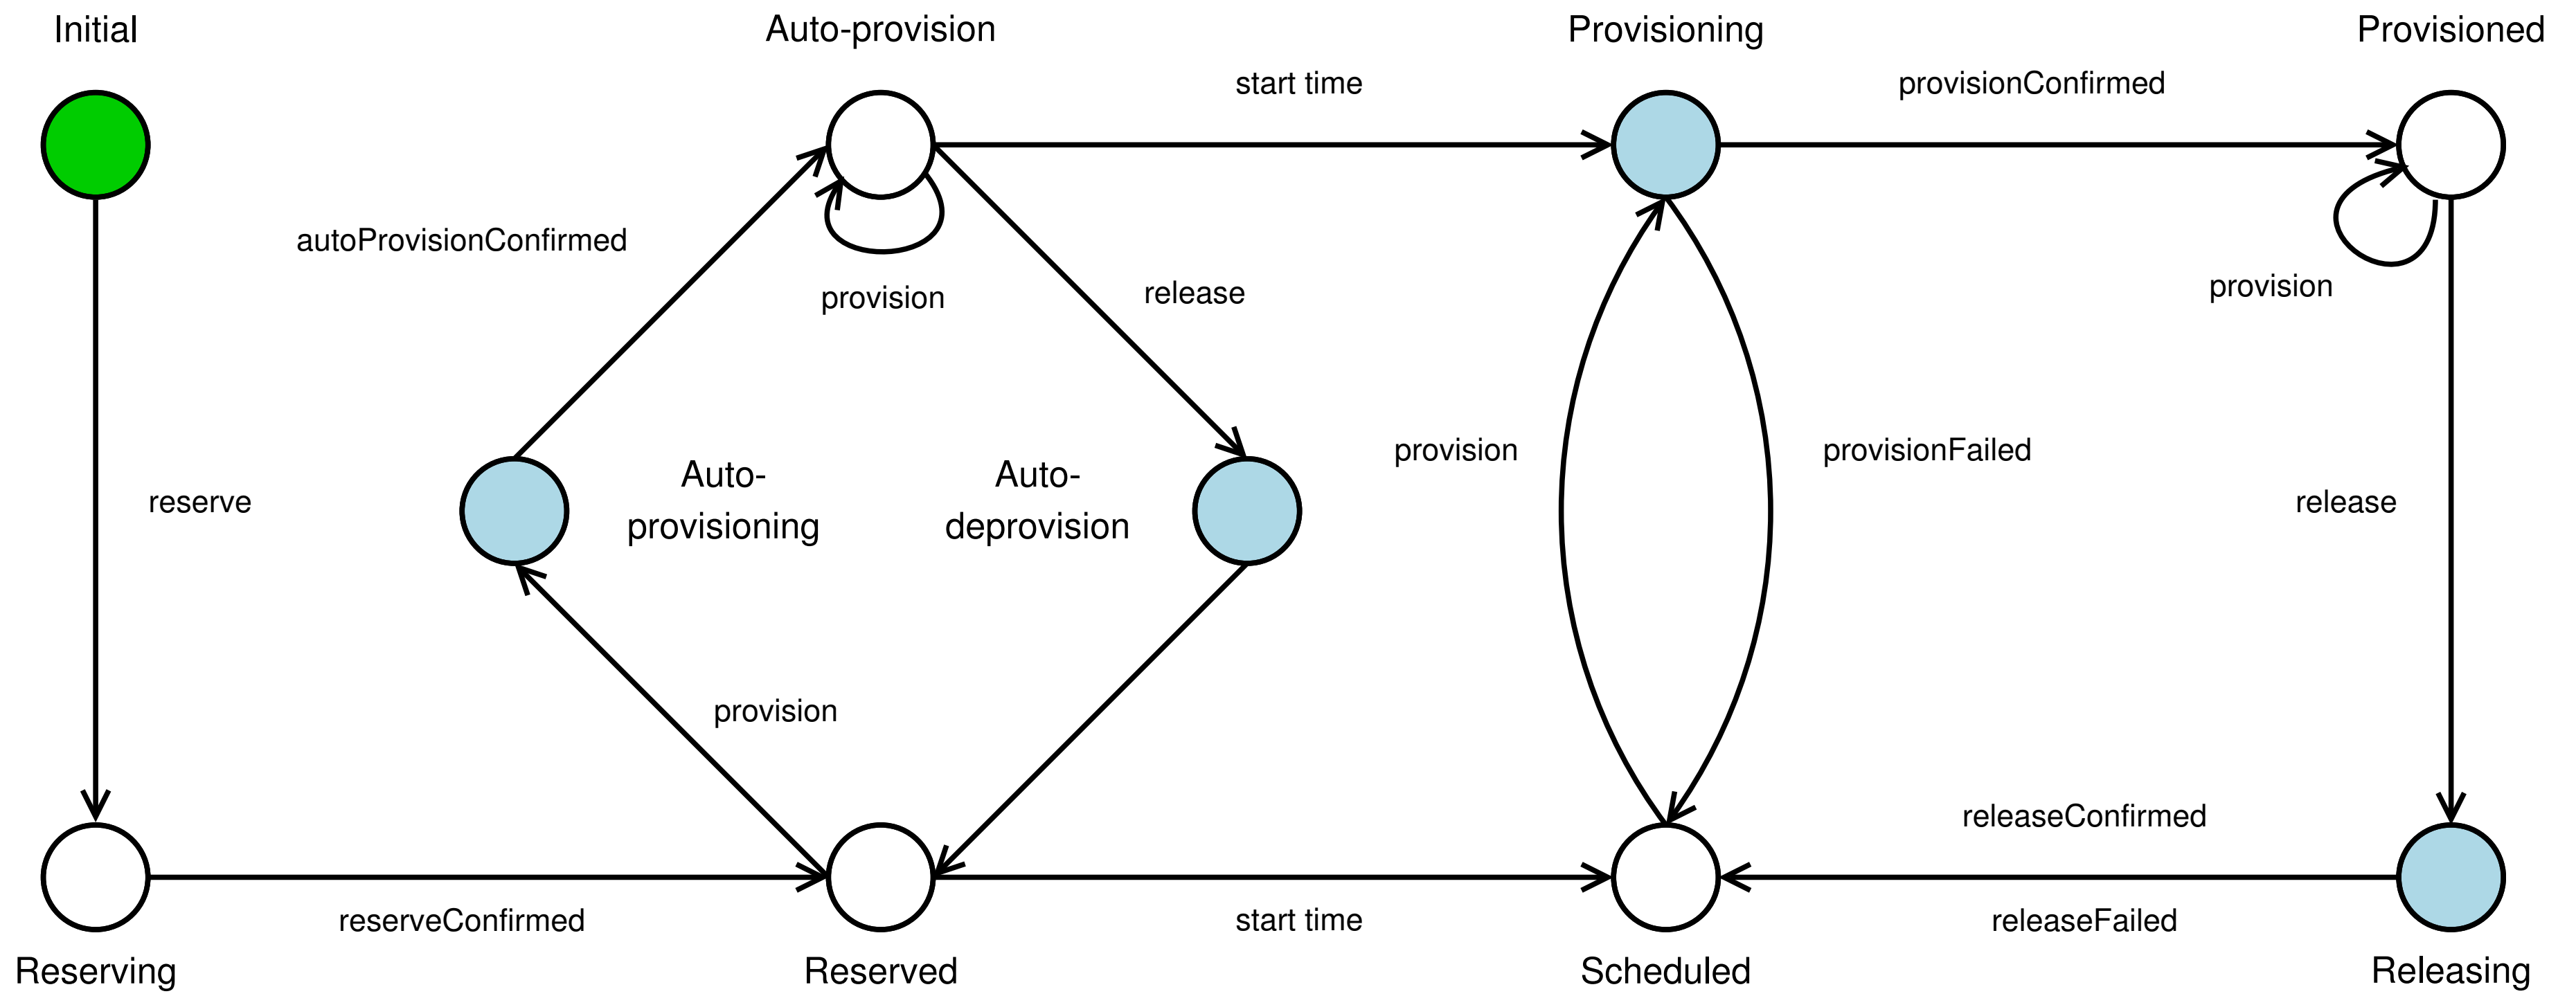 Initial
Auto-provision
Provisioning
Provisioned
start time
provisionConfirmed
autoProvisionConfirmed
provision
release
provision
reserve
Auto-
provisioning
Auto-
deprovision
provision
provisionFailed
release
provision
releaseConfirmed
reserveConfirmed
start time
releaseFailed
Reserving
Reserved
Scheduled
Releasing